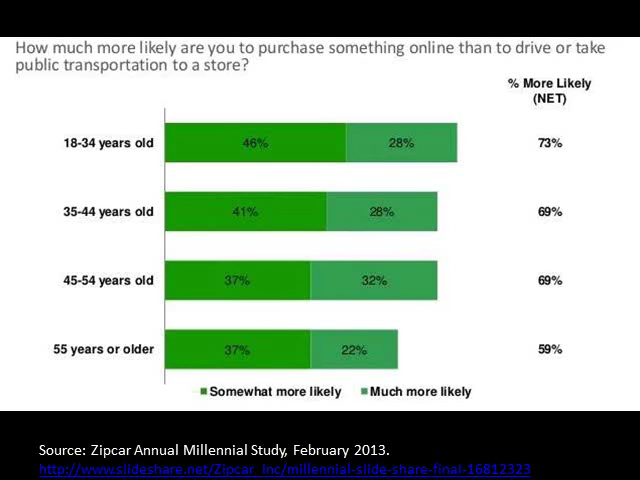 How much more likely are you to purchase something online than to drive or take
public transportation to a store?
% More Likely
(NET)
18-34 years old 46% 28% 73%
35-44 years old 41% 28% 69%
45-54 years old 37% 32% 69%
55 years or older 37% 22% 59%
Somewhat more likely Much more likely
Source: Zipcar Annual Millennial Study, February 2013.
http://www.slideshare.net/Zipcar_Inc/millennial-slide-share-final-16812323